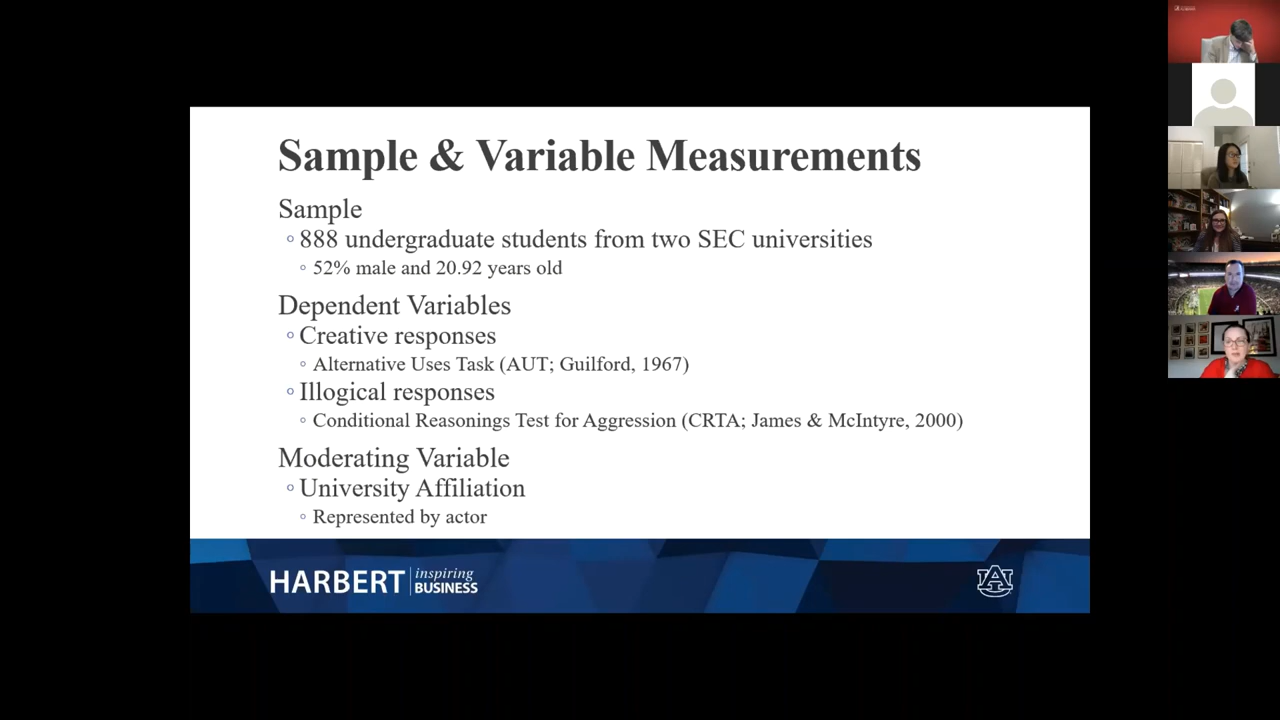 Sample & Variable Measurements
Sample
888 undergraduate students from two SEC universities
52% male and 20.92 years old
Dependent Variables
Creative responses
Alternative Uses Task (AUT; Guilford, 1967)
Illogical responses
Conditional Reasonings Test for Aggression (CRTA; James & McIntyre, 2000)
Moderating Variable
University Affiliation
Represented by actor
HARBERT inspiring
BUSINESS
AU